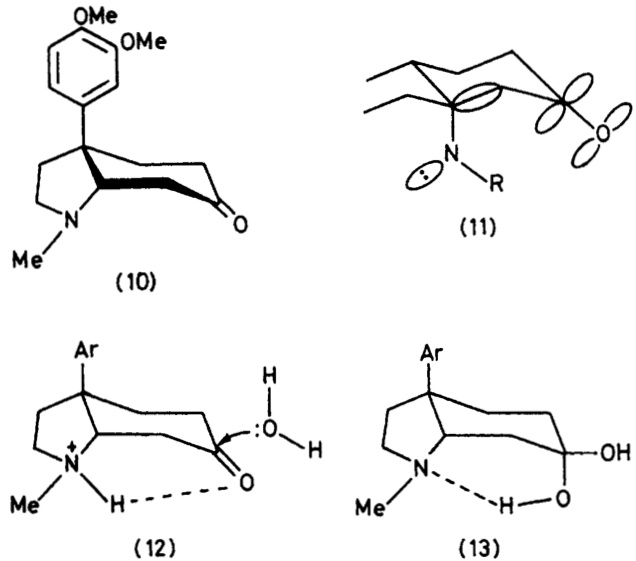 OMe
OMe
N
Me
O
(10)
N
R
O
(11)
Ar
H
:O
H
N+
Me
H
O
(12)
Ar
N
Me
H
O
OH
(13)